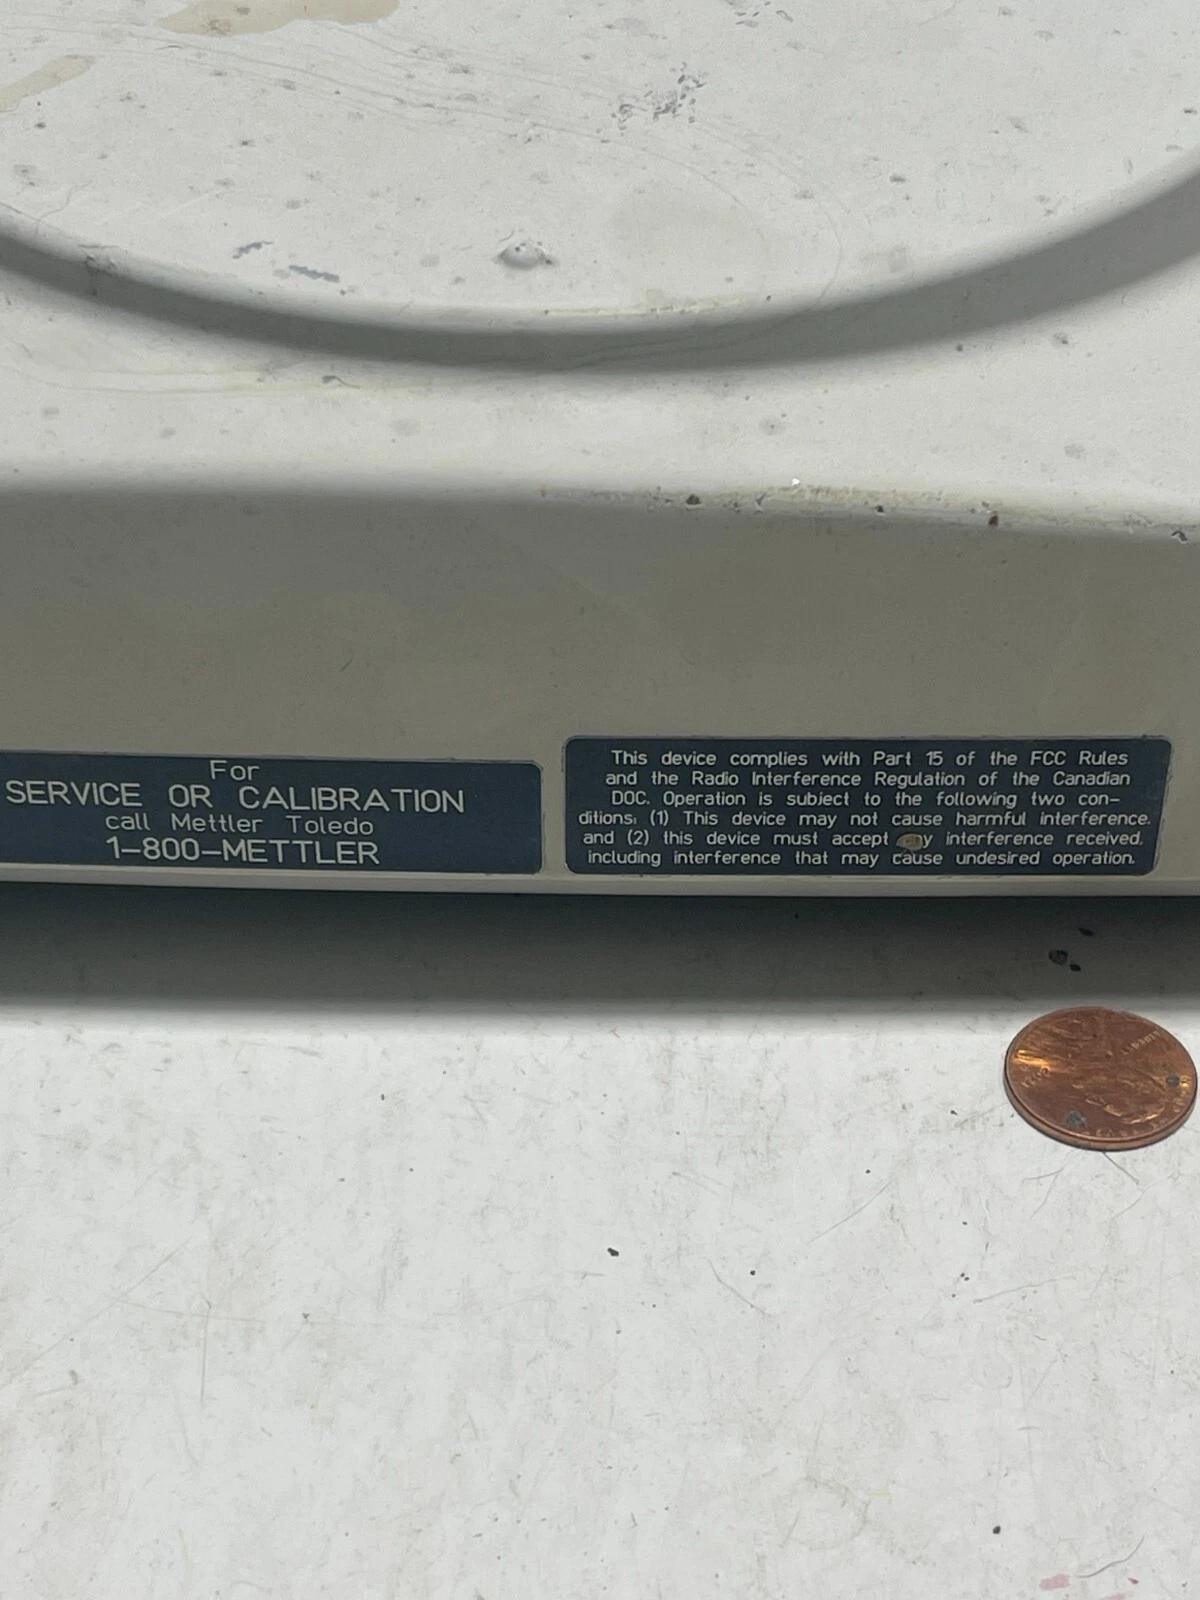 For
SERVICE OR CALIBRATION
call Mettler Toledo
1-800-METTLER
This device complies with Part 15 of the FCC Rules
and the Radio Interference Regulation of the Canadian
DOC. Operation is subject to the following two con-
ditions: (1) This device may not cause harmful interference.
and (2) this device must accept any interference received,
including interference that may cause undesired operation.
LIBERTY